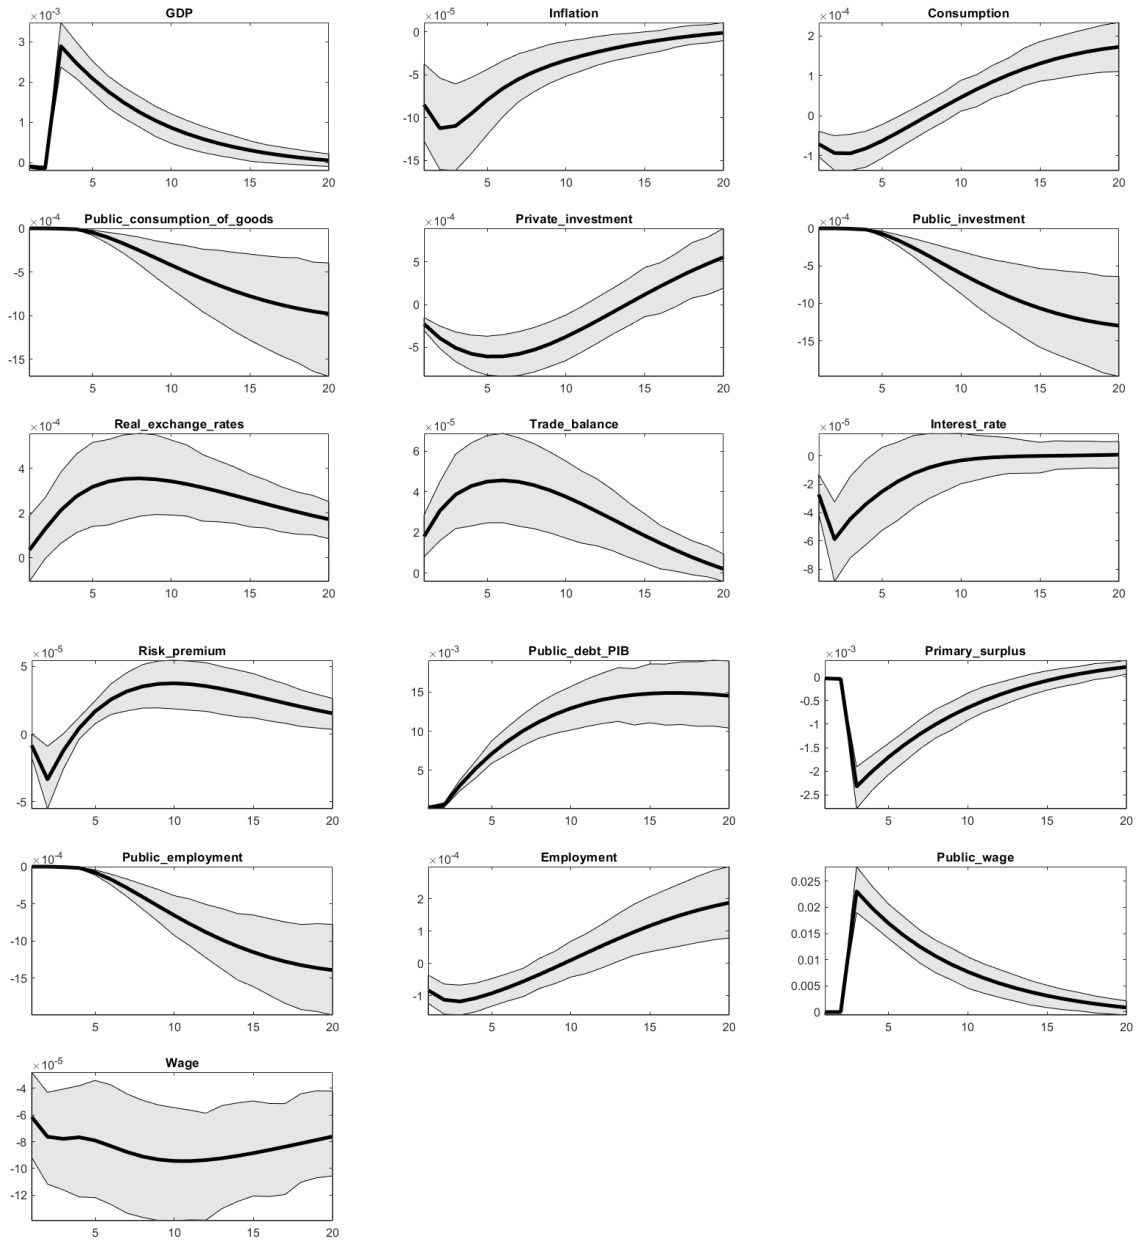 GDP
×10-3
3
2
1
0
5 10 15 20
Inflation
×10-5
0
-5
-10
-15
5 10 15 20
Consumption
×10-4
2
1
0
-1
5 10 15 20
Public_consumption_of_goods
×10-4
0
-5
-10
-15
5 10 15 20
Private_investment
×10-4
5
0
-5
5 10 15 20
Public_investment
×10-4
0
-5
-10
-15
5 10 15 20
Real_exchange_rates
×10-4
4
2
0
5 10 15 20
Trade_balance
×10-5
6
4
2
0
5 10 15 20
Interest_rate
×10-5
0
-2
-4
-6
-8
5 10 15 20
Risk_premium
×10-5
5
0
-5
5 10 15 20
Public_debt_PIB
×10-3
15
10
5
5 10 15 20
Primary_surplus
×10-3
0
-0.5
-1
-1.5
-2
-2.5
5 10 15 20
Public_employment
×10-4
0
-5
-10
-15
5 10 15 20
Employment
×10-4
2
1
0
-1
5 10 15 20
Public_wage
0.025
0.02
0.015
0.01
0.005
0
5 10 15 20
Wage
×10-5
-4
-6
-8
-10
-12
5 10 15 20